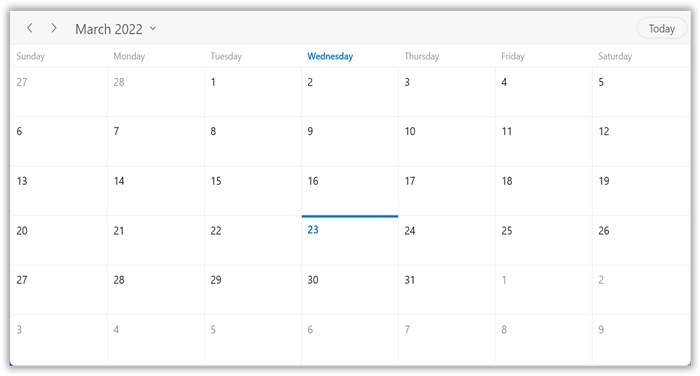 March 2022 Today
Sunday Monday Tuesday Wednesday Thursday Friday Saturday
27 28 1 2 3 4 5
6 7 8 9 10 11 12
13 14 15 16 17 18 19
20 21 22 23 24 25 26
27 28 29 30 31 1 2
3 4 5 6 7 8 9